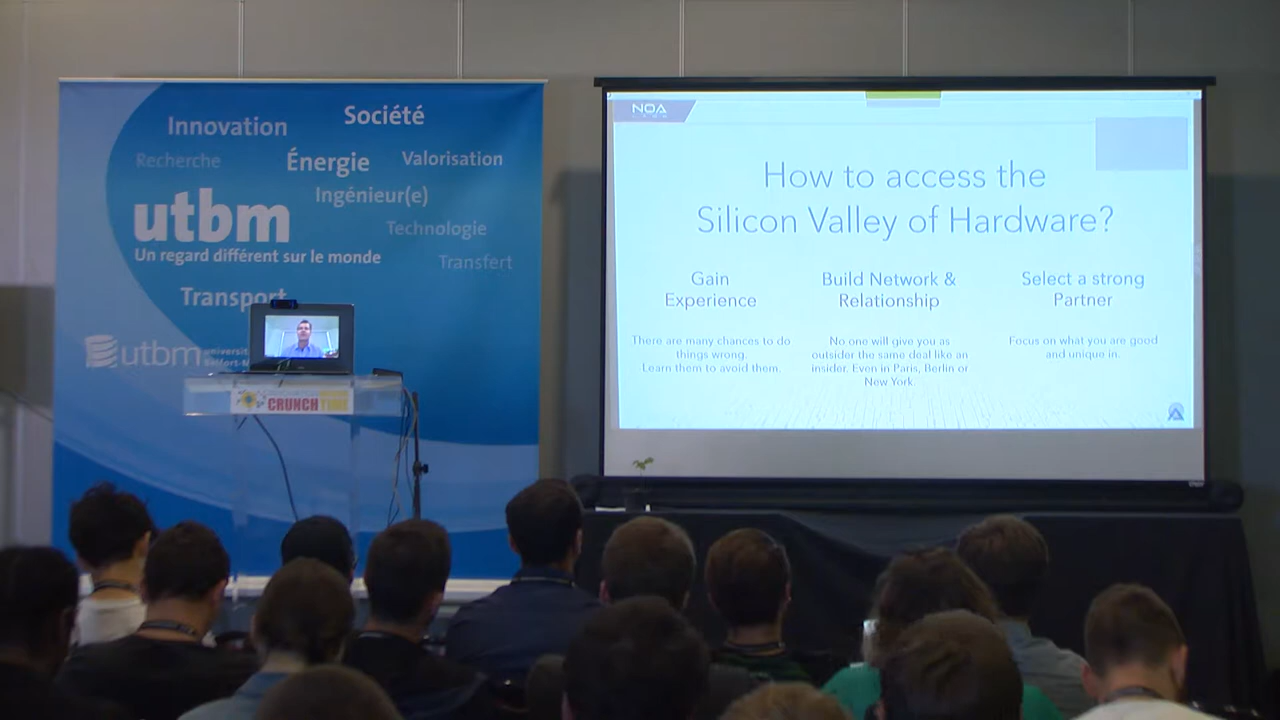 Innovation
Société
Recherche
Énergie
Valorisation
Ingénieur(e)
utbm
Technologie
Un regard différent sur le monde
Transfert
Transport
utbm
CRUNCH TIME
NOA
How to access the
Silicon Valley of Hardware?
Gain
Experience
There are many chances to do
things wrong.
Learn them to avoid them.
Build Network &
Relationship
No one will give you as
outsider the same deal like an
insider. Even in Paris, Berlin or
New York.
Select a strong
Partner
Focus on what you are good
and unique in.